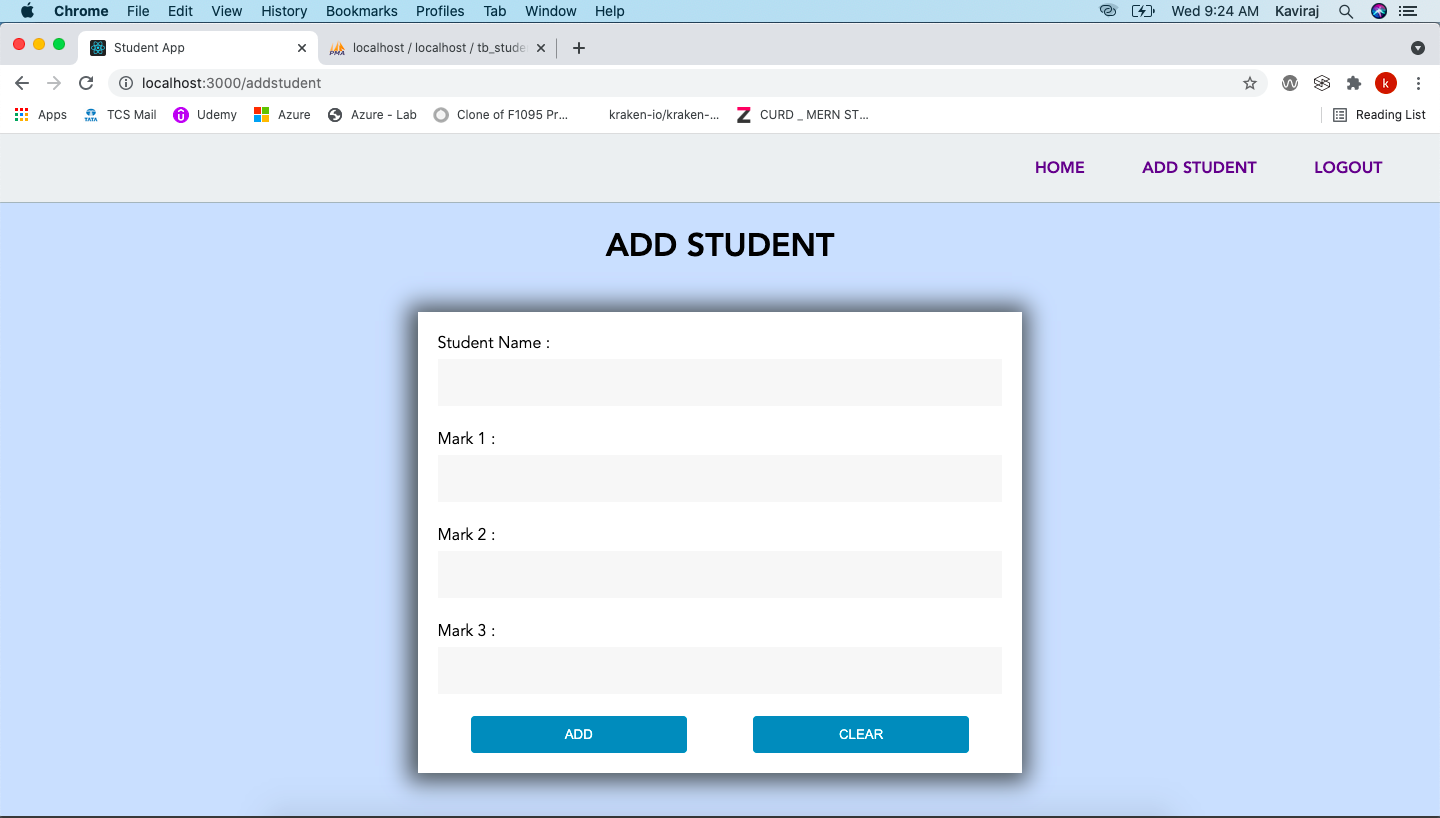 Chrome File Edit View History Bookmarks Profiles Tab Window Help Wed 9:24 AM Kaviraj
Student App localhost / localhost / tb_stude
localhost:3000/addstudent k
Apps TATA TCS Mail Udemy Azure Azure - Lab Clone of F1095 Pr... kraken-io/kraken-... Z CURD _ MERN ST... Reading List
HOME ADD STUDENT LOGOUT
ADD STUDENT
Student Name :
Mark 1 :
Mark 2 :
Mark 3 :
ADD CLEAR